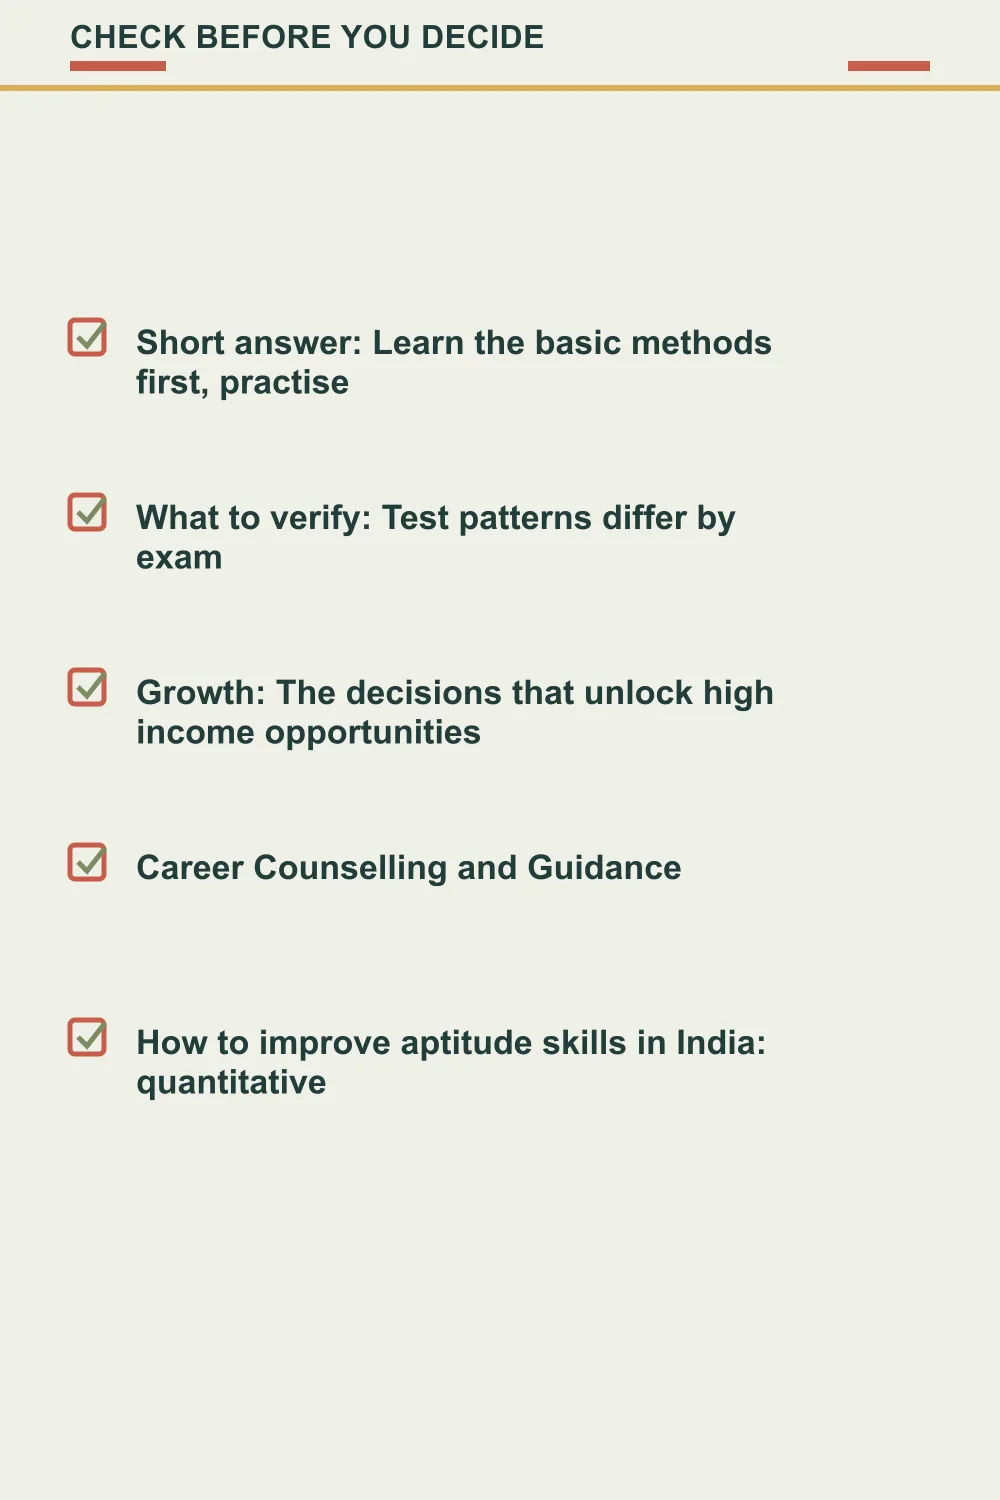 CHECK BEFORE YOU DECIDE
Short answer: Learn the basic methods
first, practise
What to verify: Test patterns differ by
exam
Growth: The decisions that unlock high
income opportunities
Career Counselling and Guidance
How to improve aptitude skills in India:
quantitative